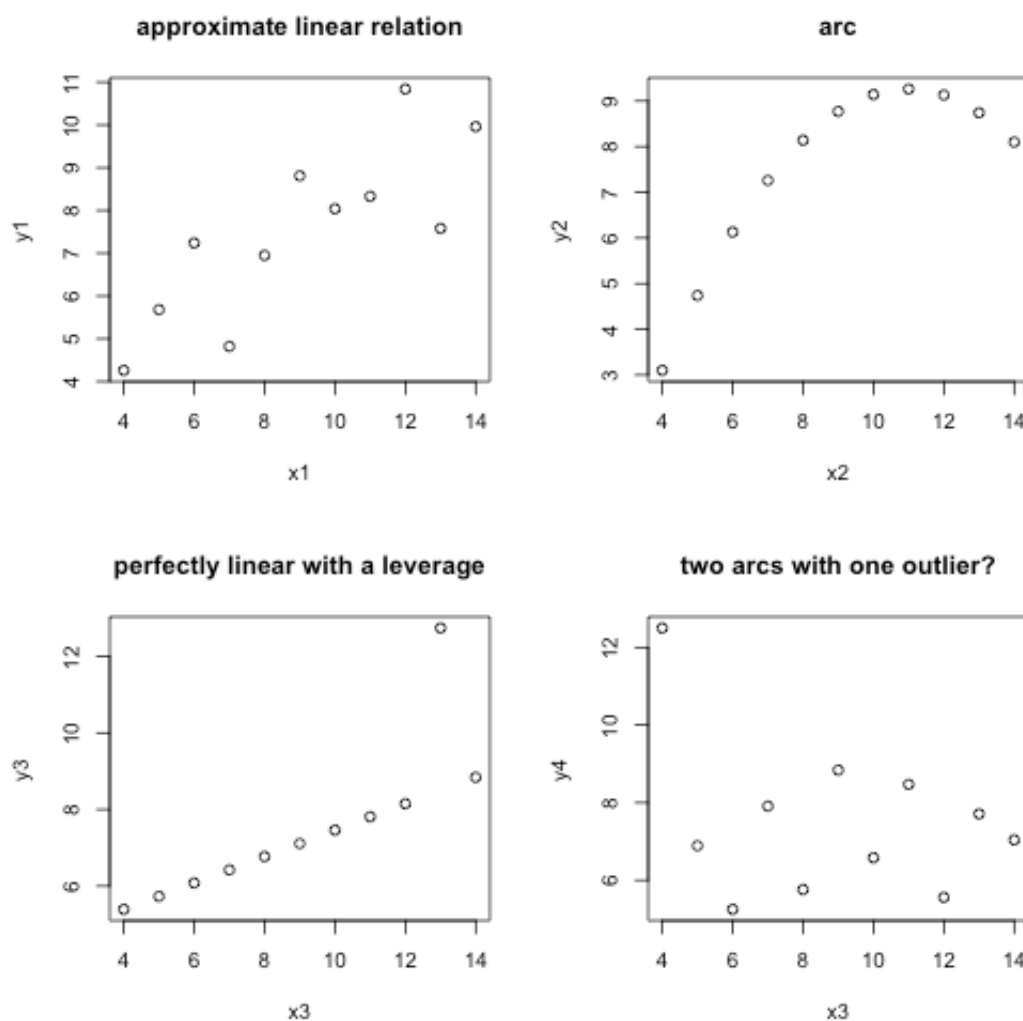 approximate linear relation
y1
11
10
9
8
7
6
5
4
4 6 8 10 12 14
x1
arc
y2
9
8
7
6
5
4
3
4 6 8 10 12 14
x2
perfectly linear with a leverage
y3
12
10
8
6
4 6 8 10 12 14
x3
two arcs with one outlier?
y4
12
10
8
6
4 6 8 10 12 14
x3